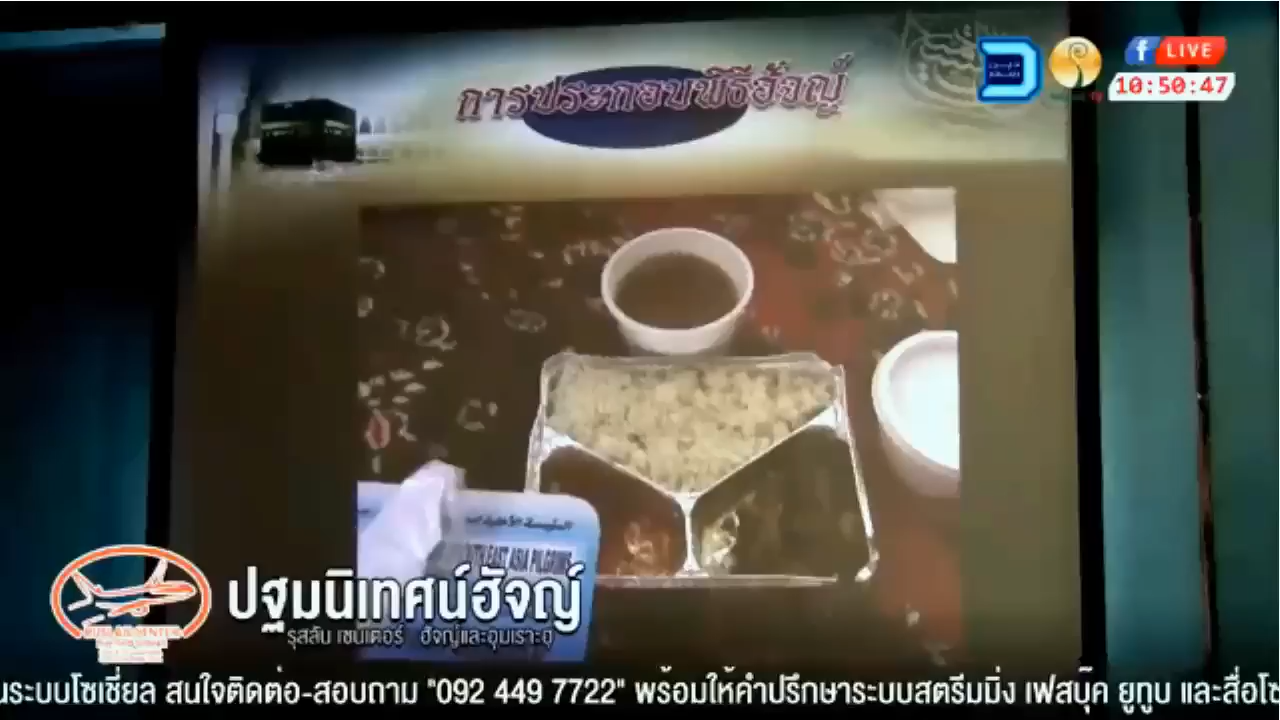 การประกอบพิธีฮัจญ์
f LIVE
10:50:47
EAST ASIA PILGRIMS
ปฐมนิเทศน์ฮัจญ์
รุสลัน เซนเตอร์ ฮัจญ์และอุมเราะฮฺ
นระบบโซเชี่ยล สนใจติดต่อ-สอบถาม "092 449 7722" พร้อมให้คำปรึกษาระบบสตรีมมิ่ง เฟสบุ๊ค ยูทูบ และสื่อโซ